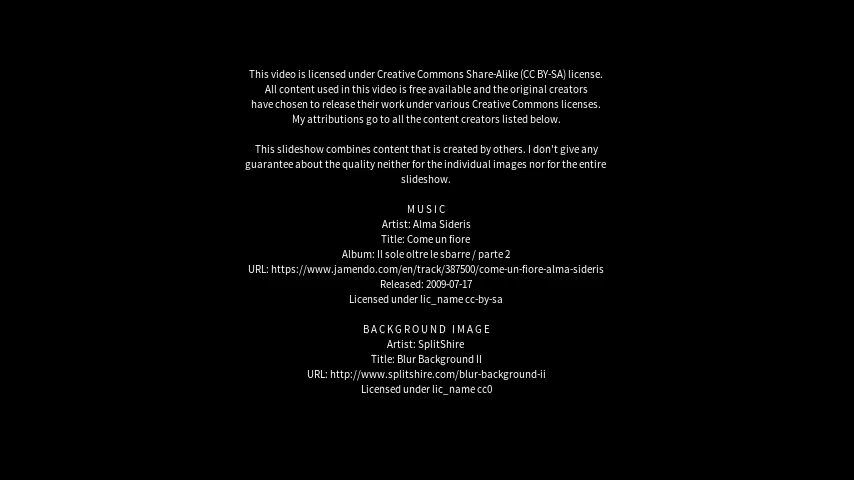 This video is licensed under Creative Commons Share-Alike (CC BY-SA) license.
All content used in this video is free available and the original creators
have chosen to release their work under various Creative Commons licenses.
My attributions go to all the content creators listed below.
This slideshow combines content that is created by others. I don't give any
guarantee about the quality neither for the individual images nor for the entire
slideshow.
MUSIC
Artist: Alma Sideris
Title: Come un fiore
Album: Il sole oltre le sbarre / parte 2
URL: https://www.jamendo.com/en/track/387500/come-un-fiore-alma-sideris
Released: 2009-07-17
Licensed under lic_name cc-by-sa
BACKGROUND IMAGE
Artist: SplitShire
Title: Blur Background II
URL: http://www.splitshire.com/blur-background-ii
Licensed under lic_name cc0